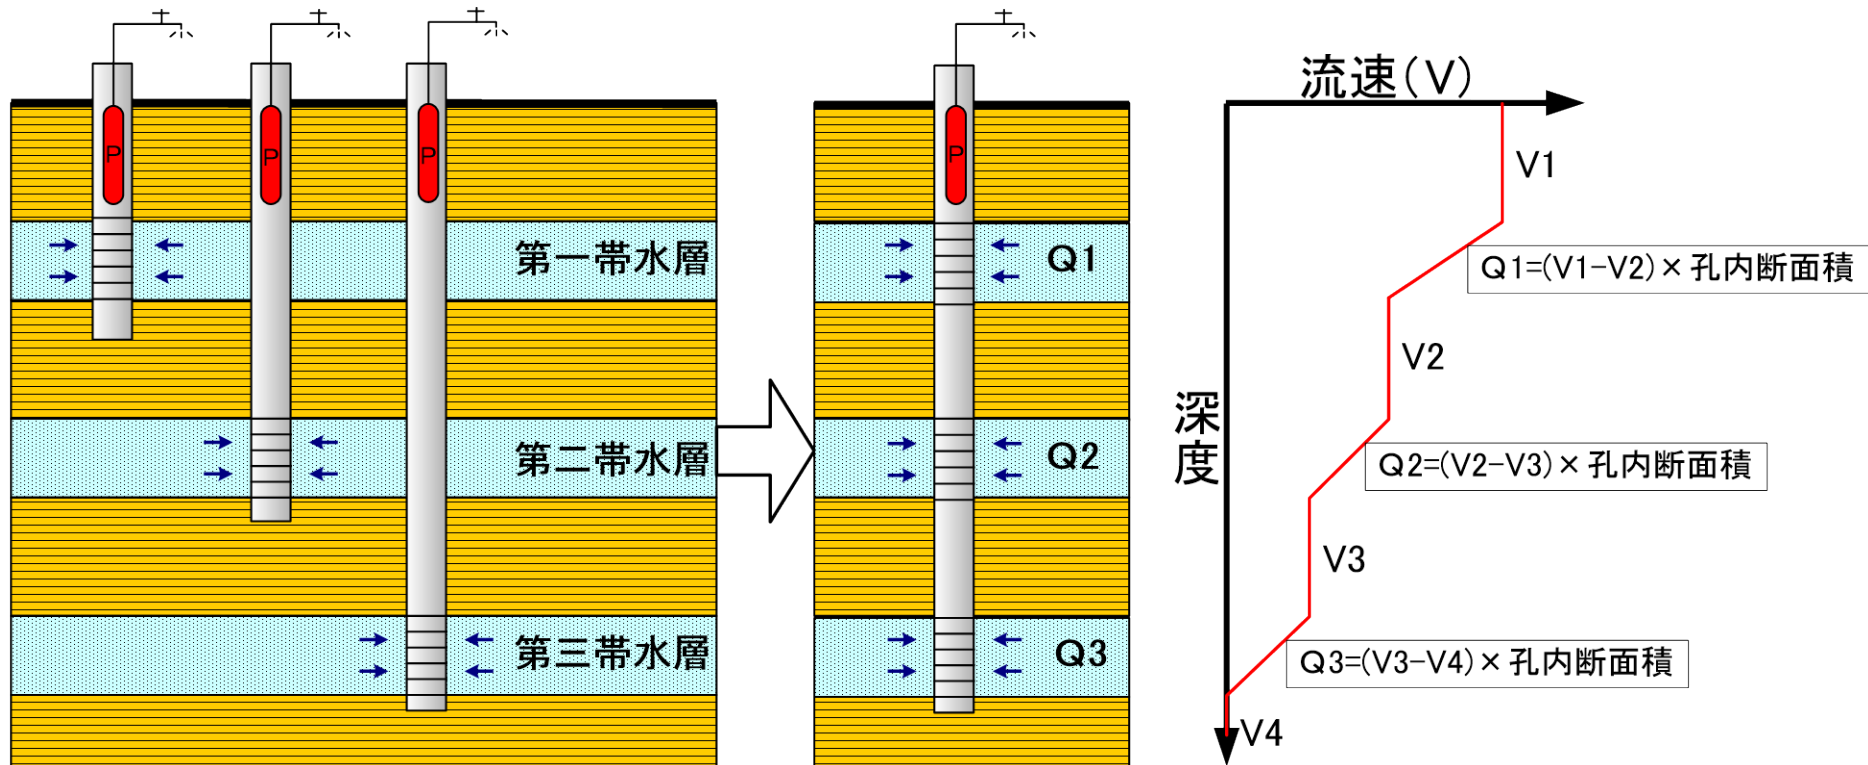 P
P
P
第一帯水層
第二帯水層
第三帯水層
P
Q1
Q2
Q3
流速(V)
深度
V1
Q1=(V1-V2)×孔内断面積
V2
Q2=(V2-V3)×孔内断面積
V3
Q3=(V3-V4)×孔内断面積
V4